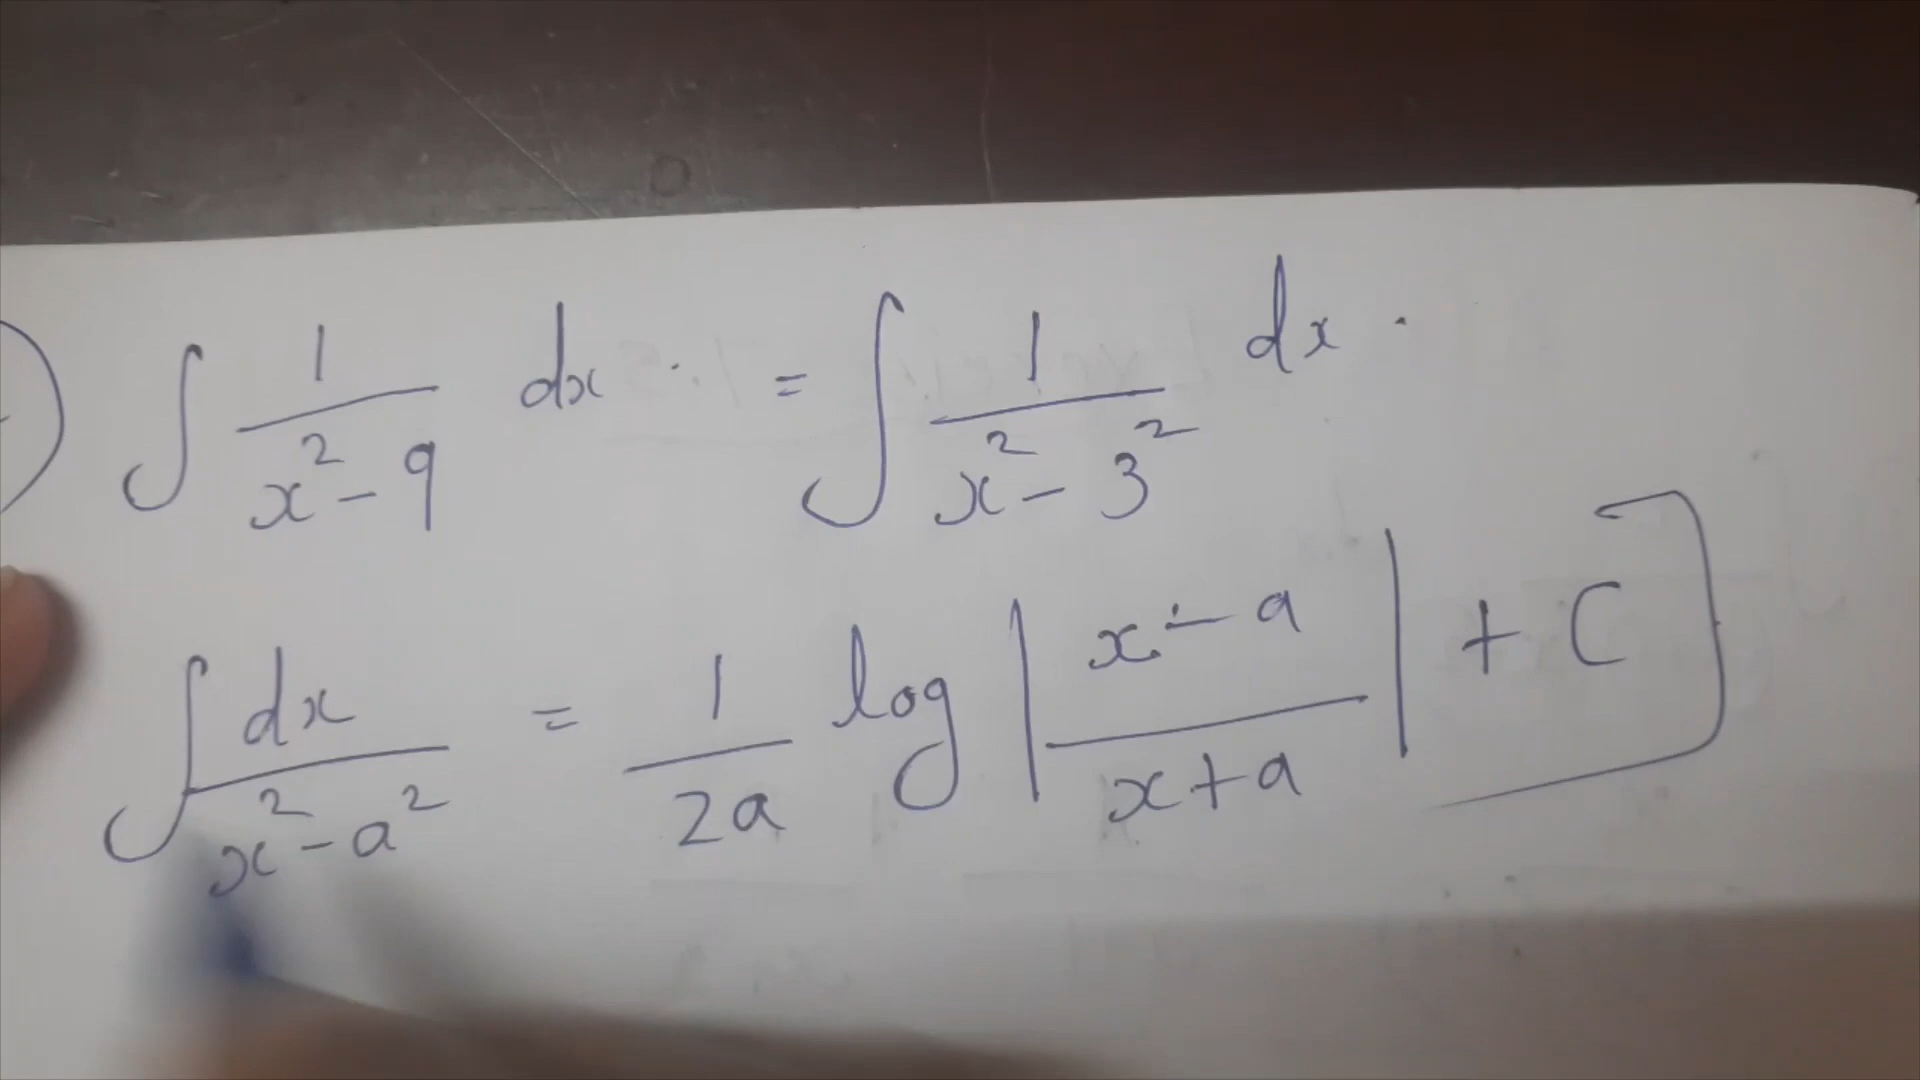 ∫ 1/(x² - 9) dx. = ∫ 1/(x² - 3²) dx.
∫ dx/(x² - a²) = 1/2a log |(x - a)/(x + a)| + C ]